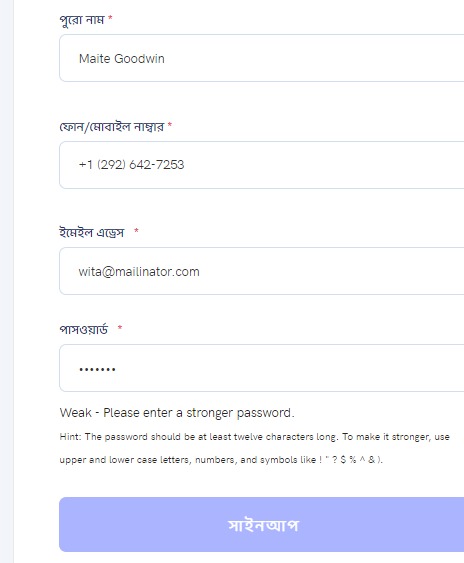 পুরো নাম *
Maite Goodwin
ফোন/মোবাইল নাম্বার *
+1 (292) 642-7253
ইমেইল এড্রেস *
wita@mailinator.com
পাসওয়ার্ড *
•••••••
Weak - Please enter a stronger password.
Hint: The password should be at least twelve characters long. To make it stronger, use
upper and lower case letters, numbers, and symbols like ! " ? $ % ^ & ).
সাইনআপ